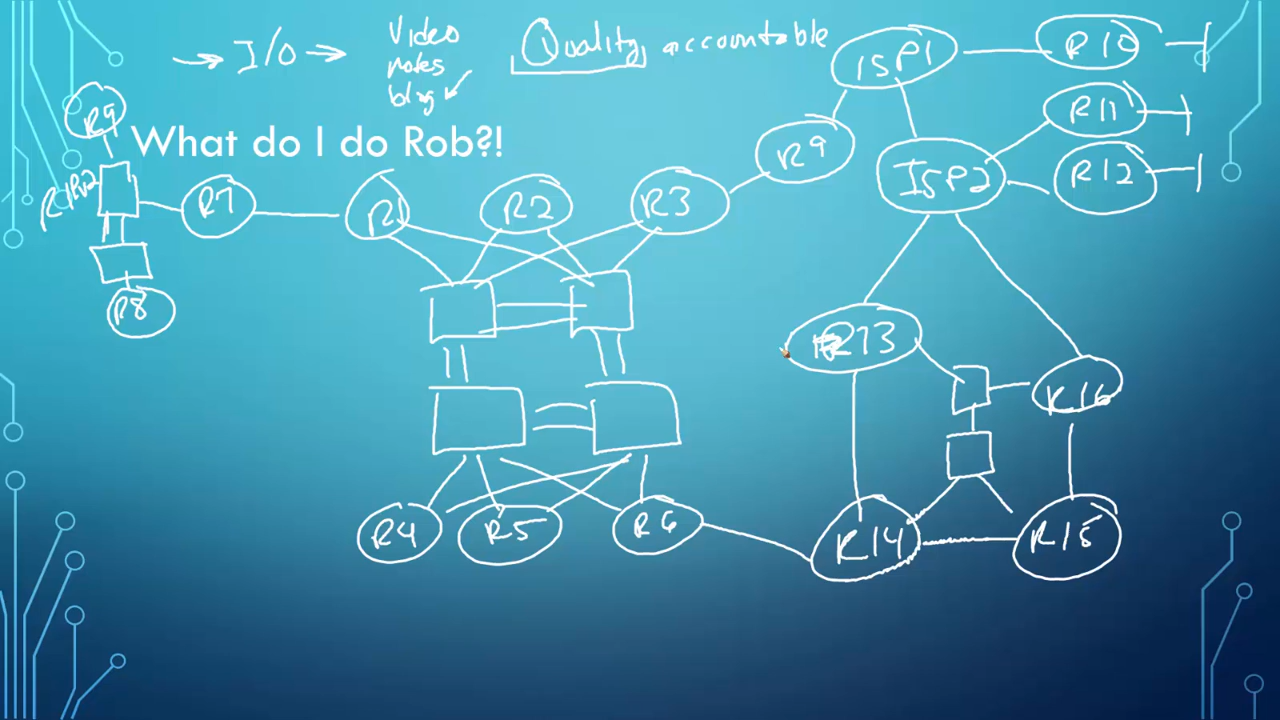 → I/O → Video Quality accountable
notes
blog
What do I do Rob?!
ISP1 R10
R9 R11
R9 ISP2 R12
R7 R1 R2 R3
R8
R13
R16
R4 R5 R6 R14 R15